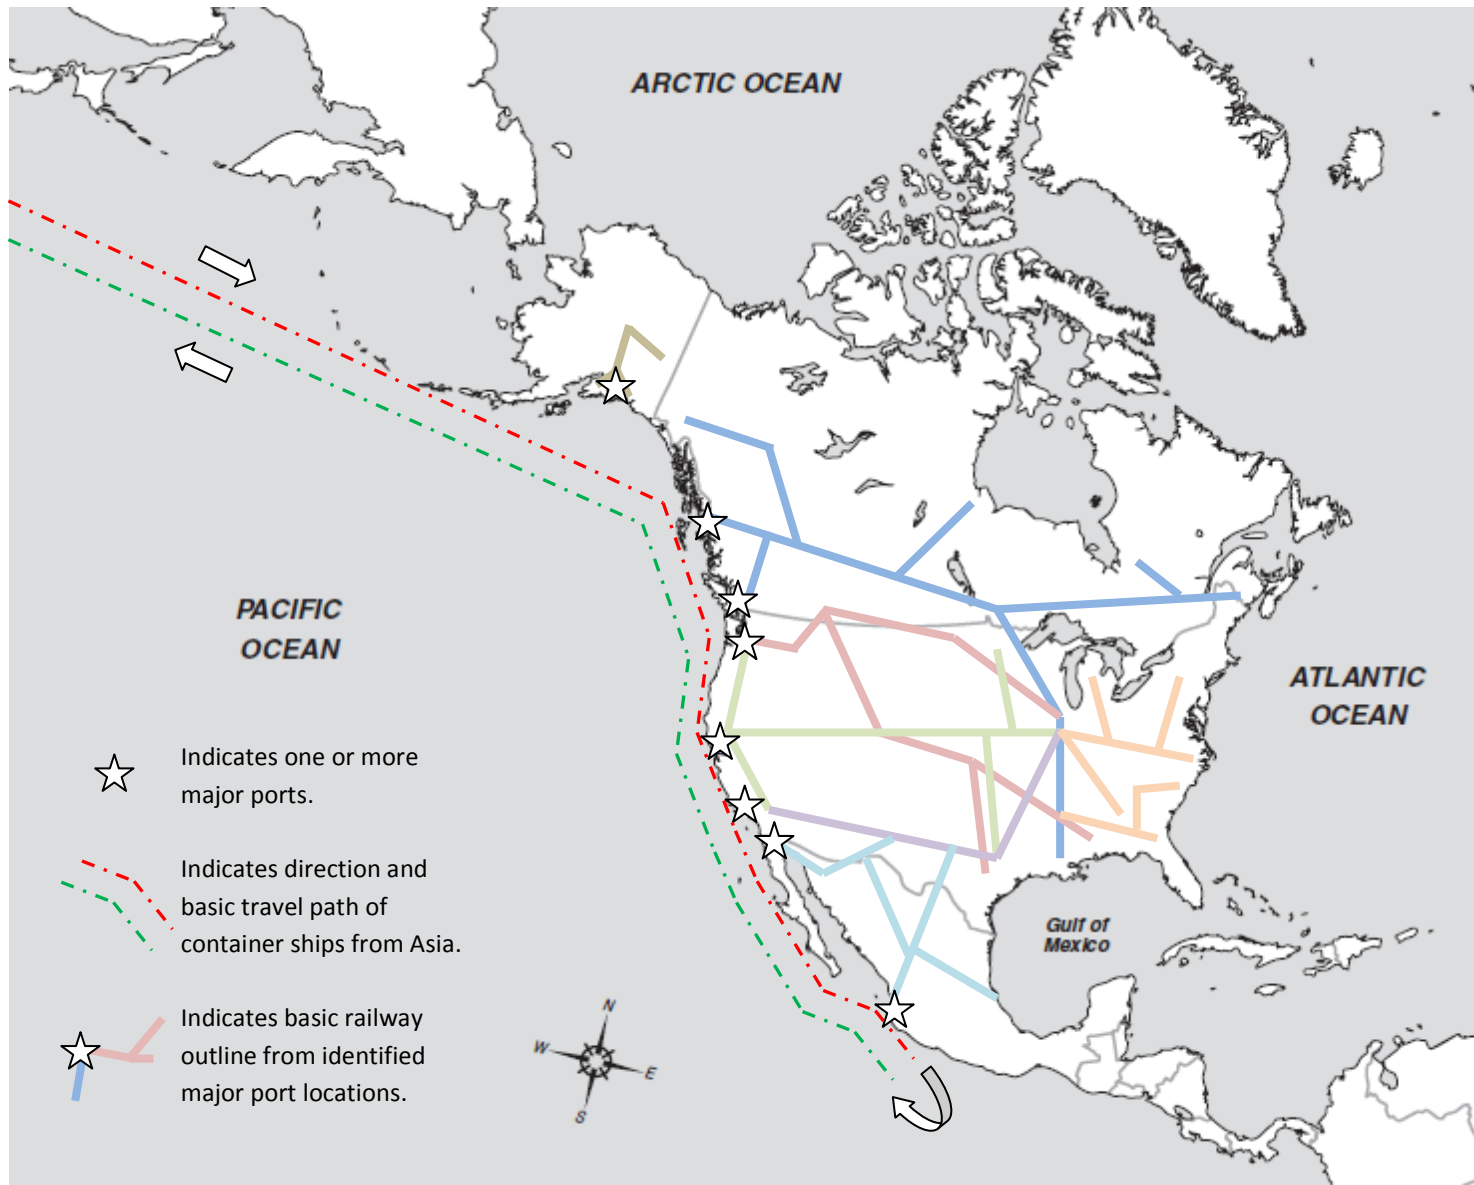 ARCTIC OCEAN
PACIFIC
OCEAN
ATLANTIC
OCEAN
Gulf of
Mexico
Indicates one or more
major ports.
Indicates direction and
basic travel path of
container ships from Asia.
Indicates basic railway
outline from identified
major port locations.
N
W
E
S